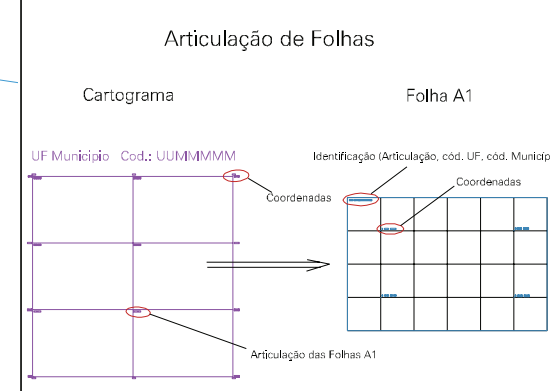 Articulação de Folhas
Cartograma
Folha A1
UF Municipio Cod.: UUMMMMM
Identificação (Articulação, cód. UF, cód. Municíp
Coordenadas
Coordenadas
Articulação das Folhas A1